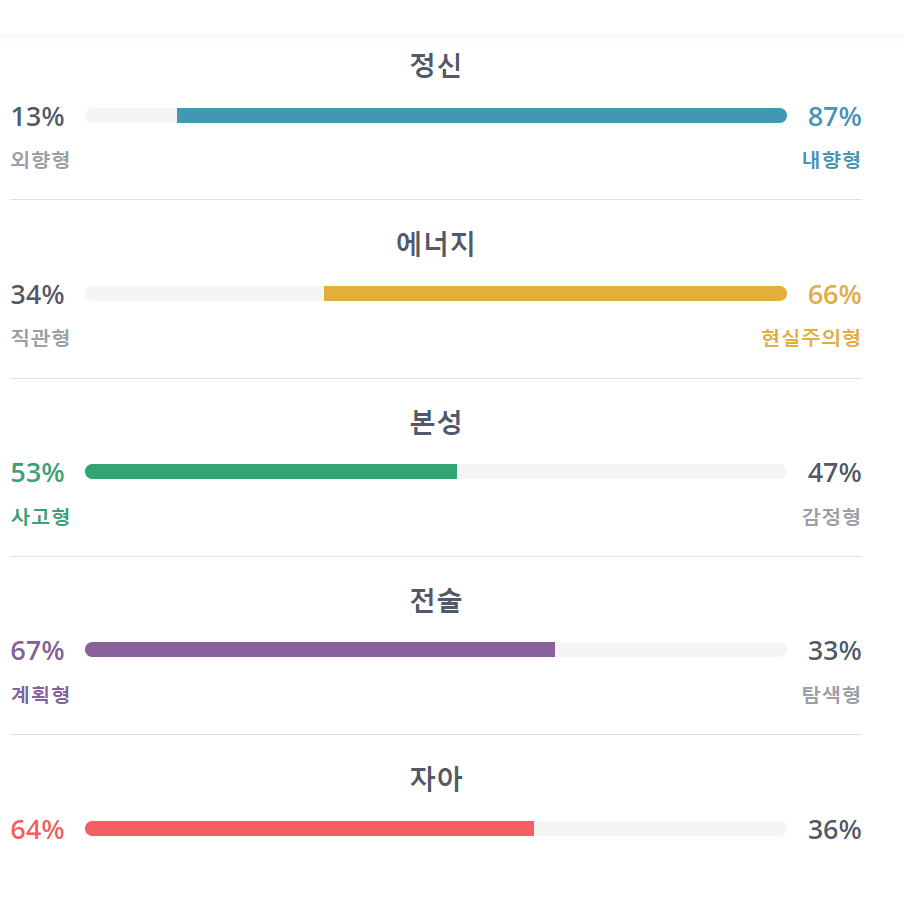 정신
13% 87%
외향형 내향형
에너지
34% 66%
직관형 현실주의형
본성
53% 47%
사고형 감정형
전술
67% 33%
계획형 탐색형
자아
64% 36%